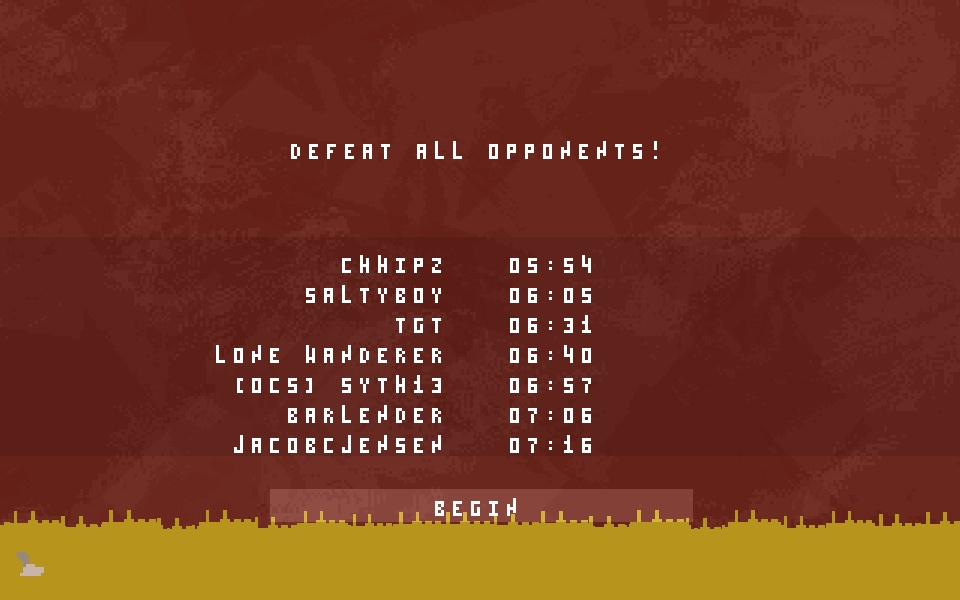 DEFEAT ALL OPPONENTS!
CHHIPZ 05:54
SALTYBOY 06:05
TGT 06:31
LONE WANDERER 06:40
[OCS] SYTH13 06:57
BARLENDER 07:06
JACOBCJENSEN 07:16
BEGIN